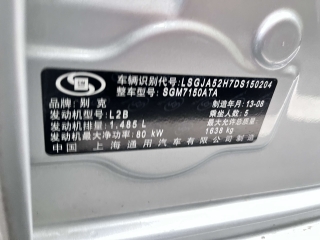 GM
车辆识别代号: LSGJA52H7DS150204
整车型号: SGM7150ATA
品牌: 别克 制造年月: 13-08
发动机型号: L2B 乘坐人数: 5
发动机排量: 1.485 L 最大允许总质量:
发动机最大净功率: 80 kW 1638 kg
中国 上海通用汽车有限公司